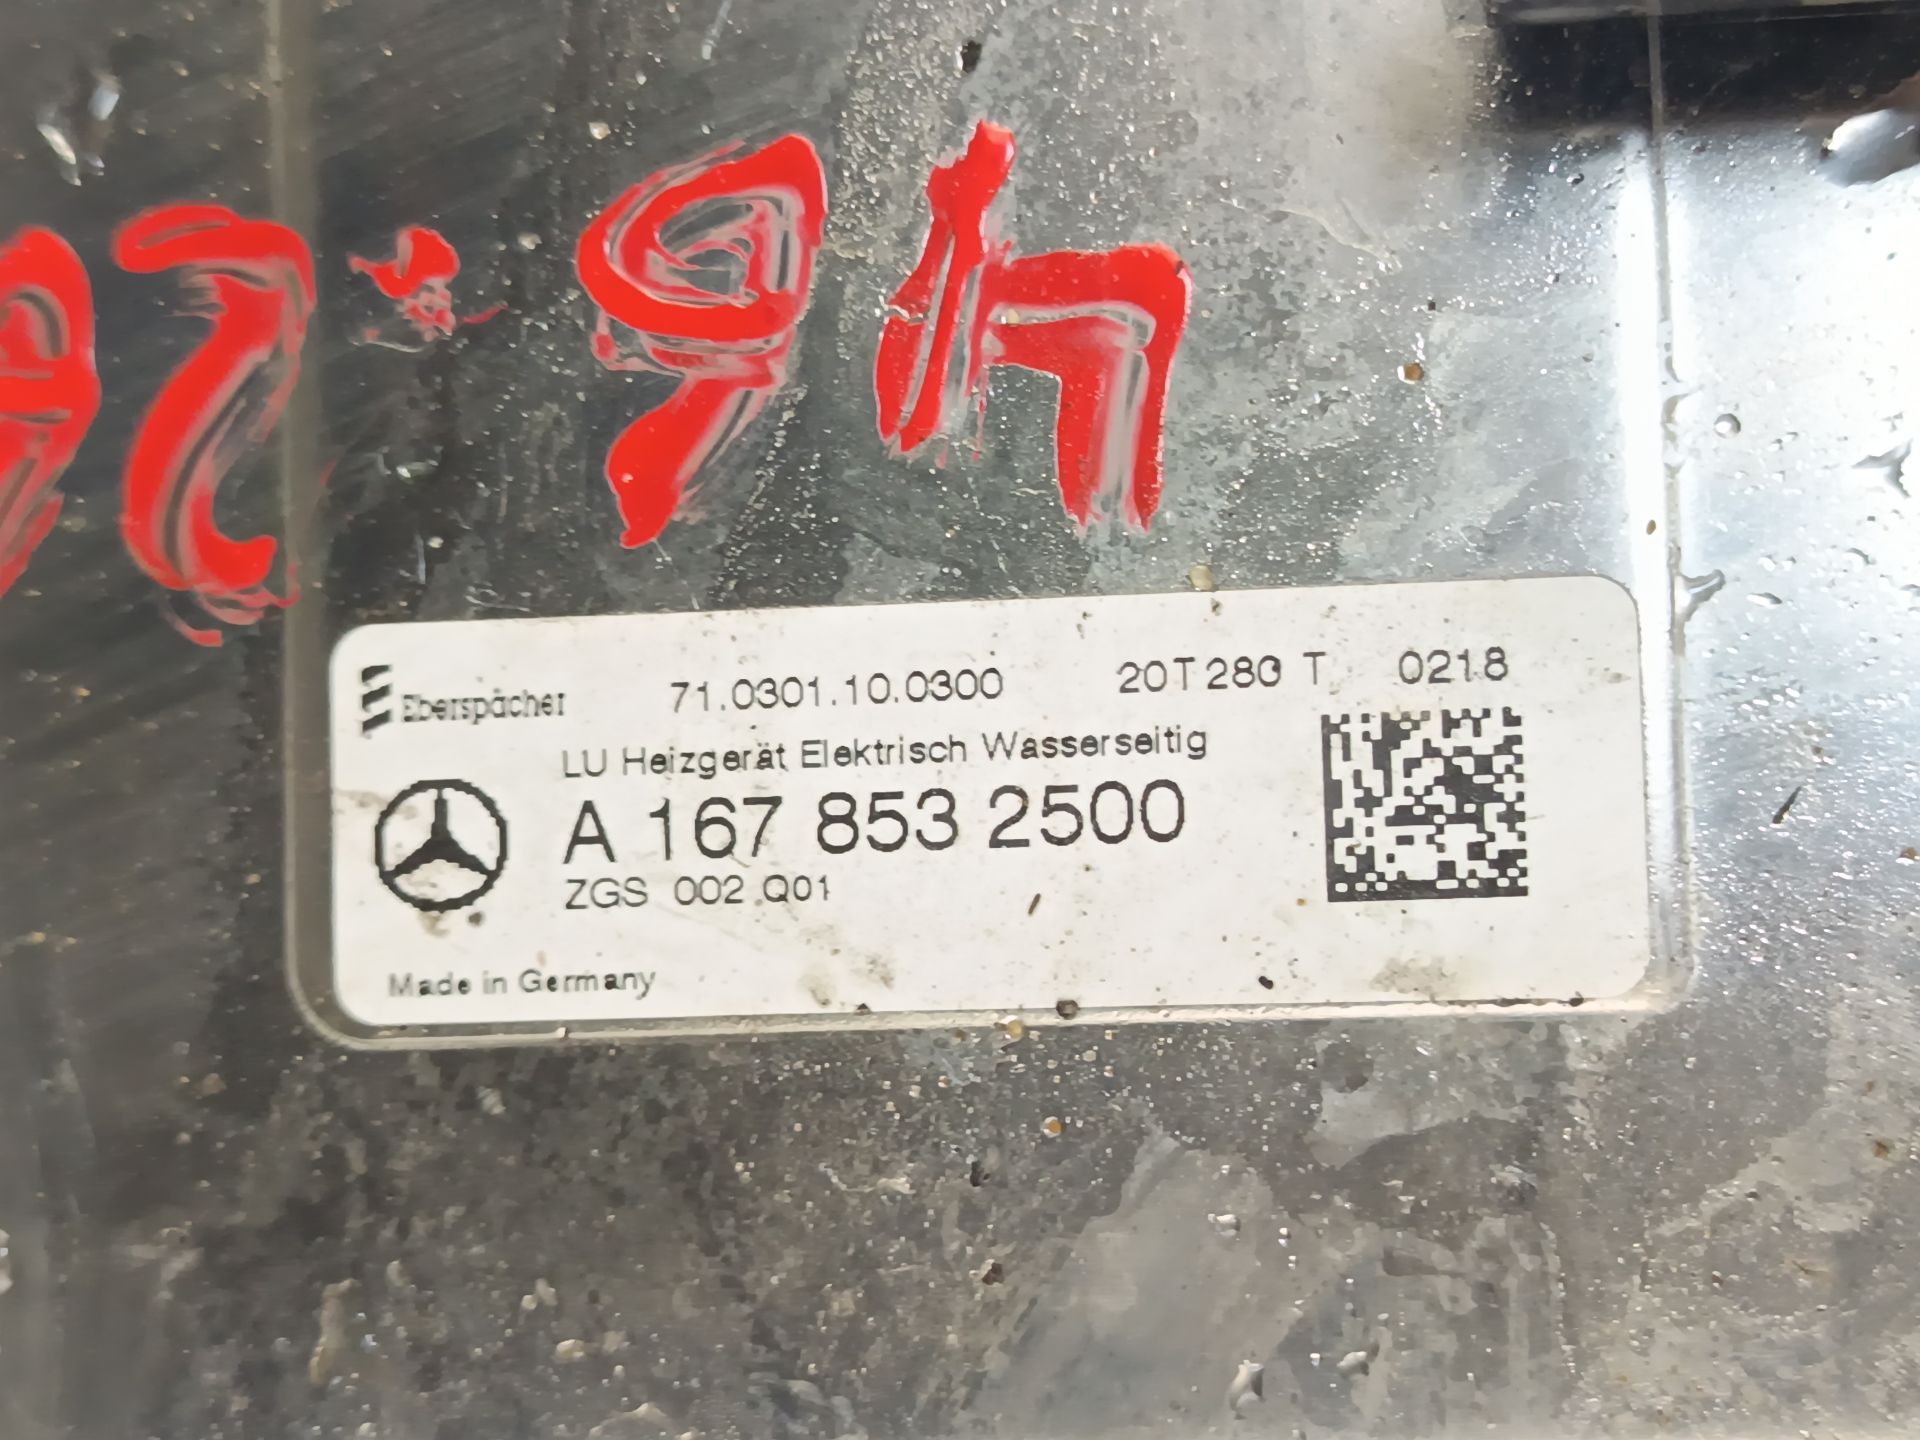 Eberspächer 71.0301.10.0300 20T280 T 0218
LU Heizgerät Elektrisch Wasserseitig
A 167 853 2500
ZGS 002 Q01
Made in Germany